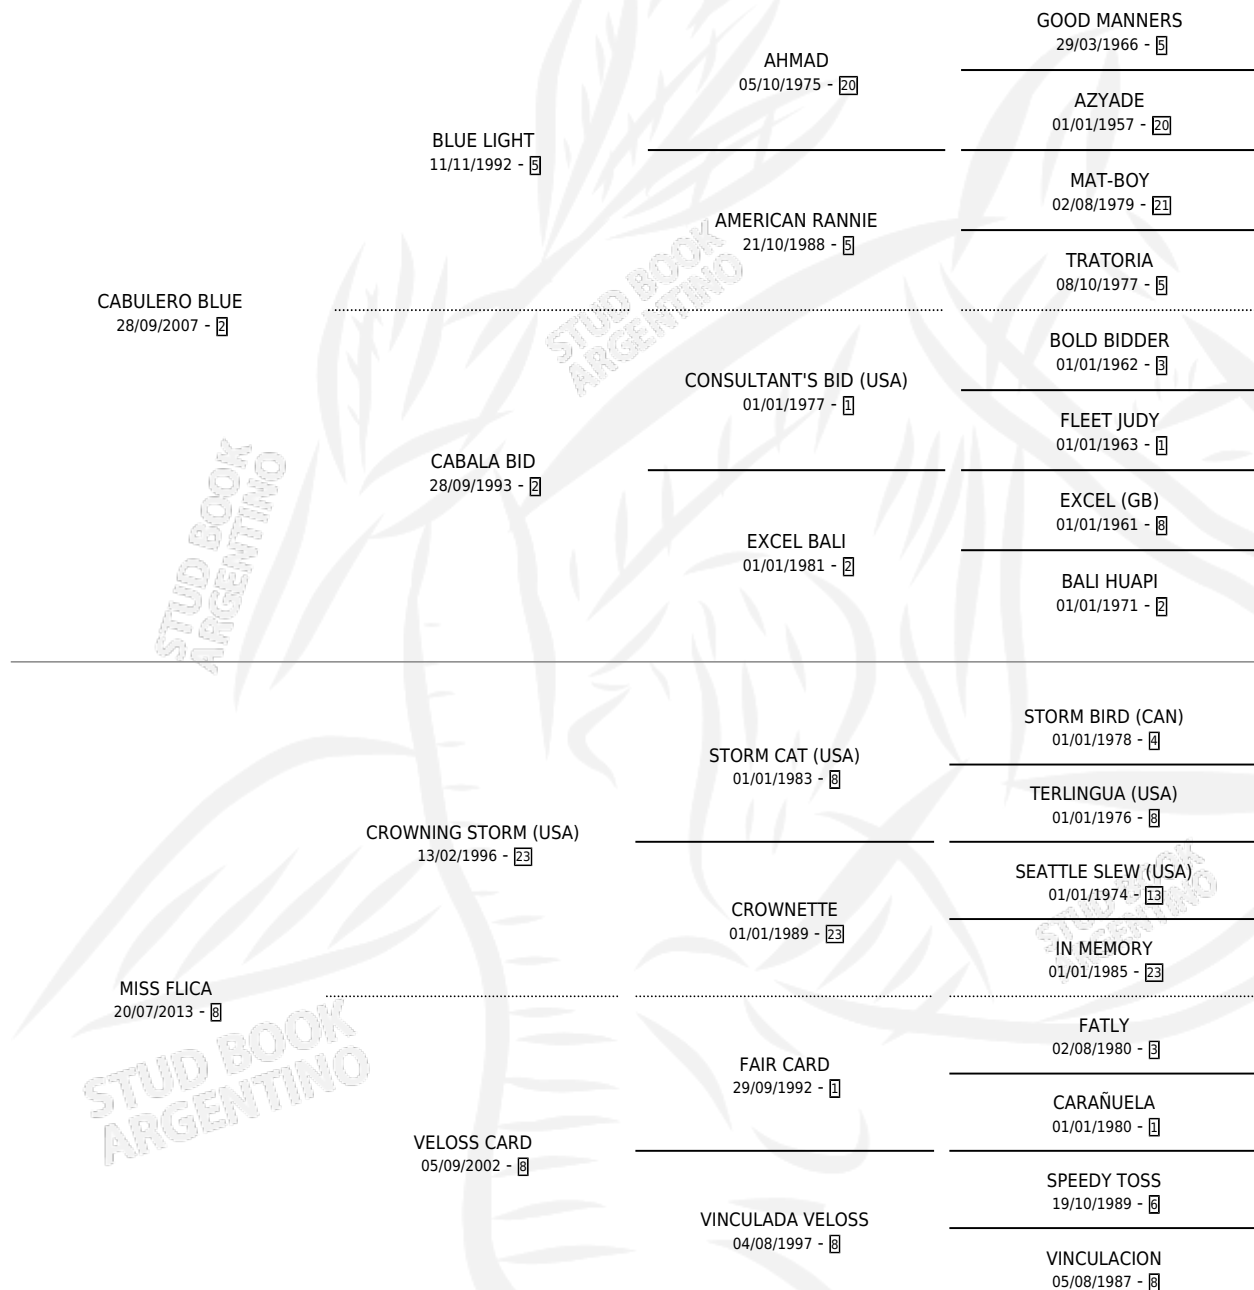 GOOD MANNERS
29/03/1966 - 5
AHMAD
05/10/1975 - 20
AZYADE
01/01/1957 - 20
BLUE LIGHT
11/11/1992 - 5
MAT-BOY
02/08/1979 - 21
AMERICAN RANNIE
21/10/1988 - 5
TRATORIA
08/10/1977 - 5
CABULERO BLUE
28/09/2007 - 2
BOLD BIDDER
01/01/1962 - 3
CONSULTANT'S BID (USA)
01/01/1977 - 1
FLEET JUDY
01/01/1963 - 1
CABALA BID
28/09/1993 - 2
EXCEL (GB)
01/01/1961 - 8
EXCEL BALI
01/01/1981 - 2
BALI HUAPI
01/01/1971 - 2
STORM BIRD (CAN)
01/01/1978 - 4
STORM CAT (USA)
01/01/1983 - 8
TERLINGUA (USA)
01/01/1976 - 8
CROWNING STORM (USA)
13/02/1996 - 23
SEATTLE SLEW (USA)
01/01/1974 - 13
CROWNETTE
01/01/1989 - 23
IN MEMORY
01/01/1985 - 23
MISS FLICA
20/07/2013 - 8
FATLY
02/08/1980 - 3
FAIR CARD
29/09/1992 - 1
CARAÑUELA
01/01/1980 - 1
VELOSS CARD
05/09/2002 - 8
SPEEDY TOSS
19/10/1989 - 6
VINCULADA VELOSS
04/08/1997 - 8
VINCULACION
05/08/1987 - 8
STUD BOOK
ARGENTINO
STUD BOOK
ARGENTINO
STUD BOOK
ARGENTINO
STUD BOOK
ARGENTINO